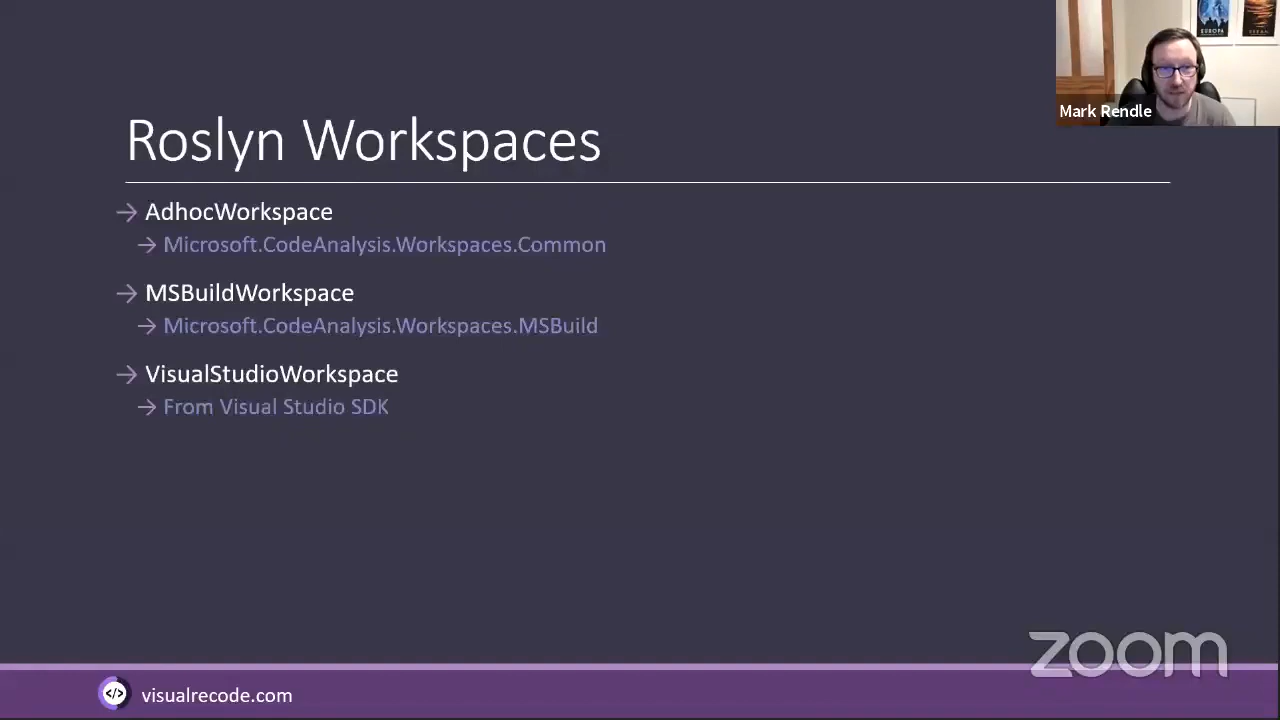 EUROPA
Mark Rendle
Roslyn Workspaces
→ AdhocWorkspace
→ Microsoft.CodeAnalysis.Workspaces.Common
→ MSBuildWorkspace
→ Microsoft.CodeAnalysis.Workspaces.MSBuild
→ VisualStudioWorkspace
→ From Visual Studio SDK
zoom
</> visualrecode.com